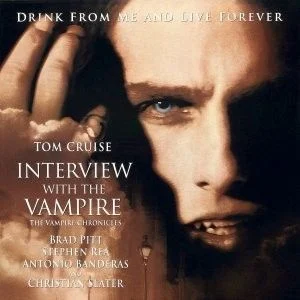 DRINK FROM ME AND LIVE FOREVER
TOM CRUISE
INTERVIEW
WITH THE
VAMPIRE
THE VAMPIRE CHRONICLES
BRAD PITT
STEPHEN REA
ANTONIO BANDERAS
AND
CHRISTIAN SLATER